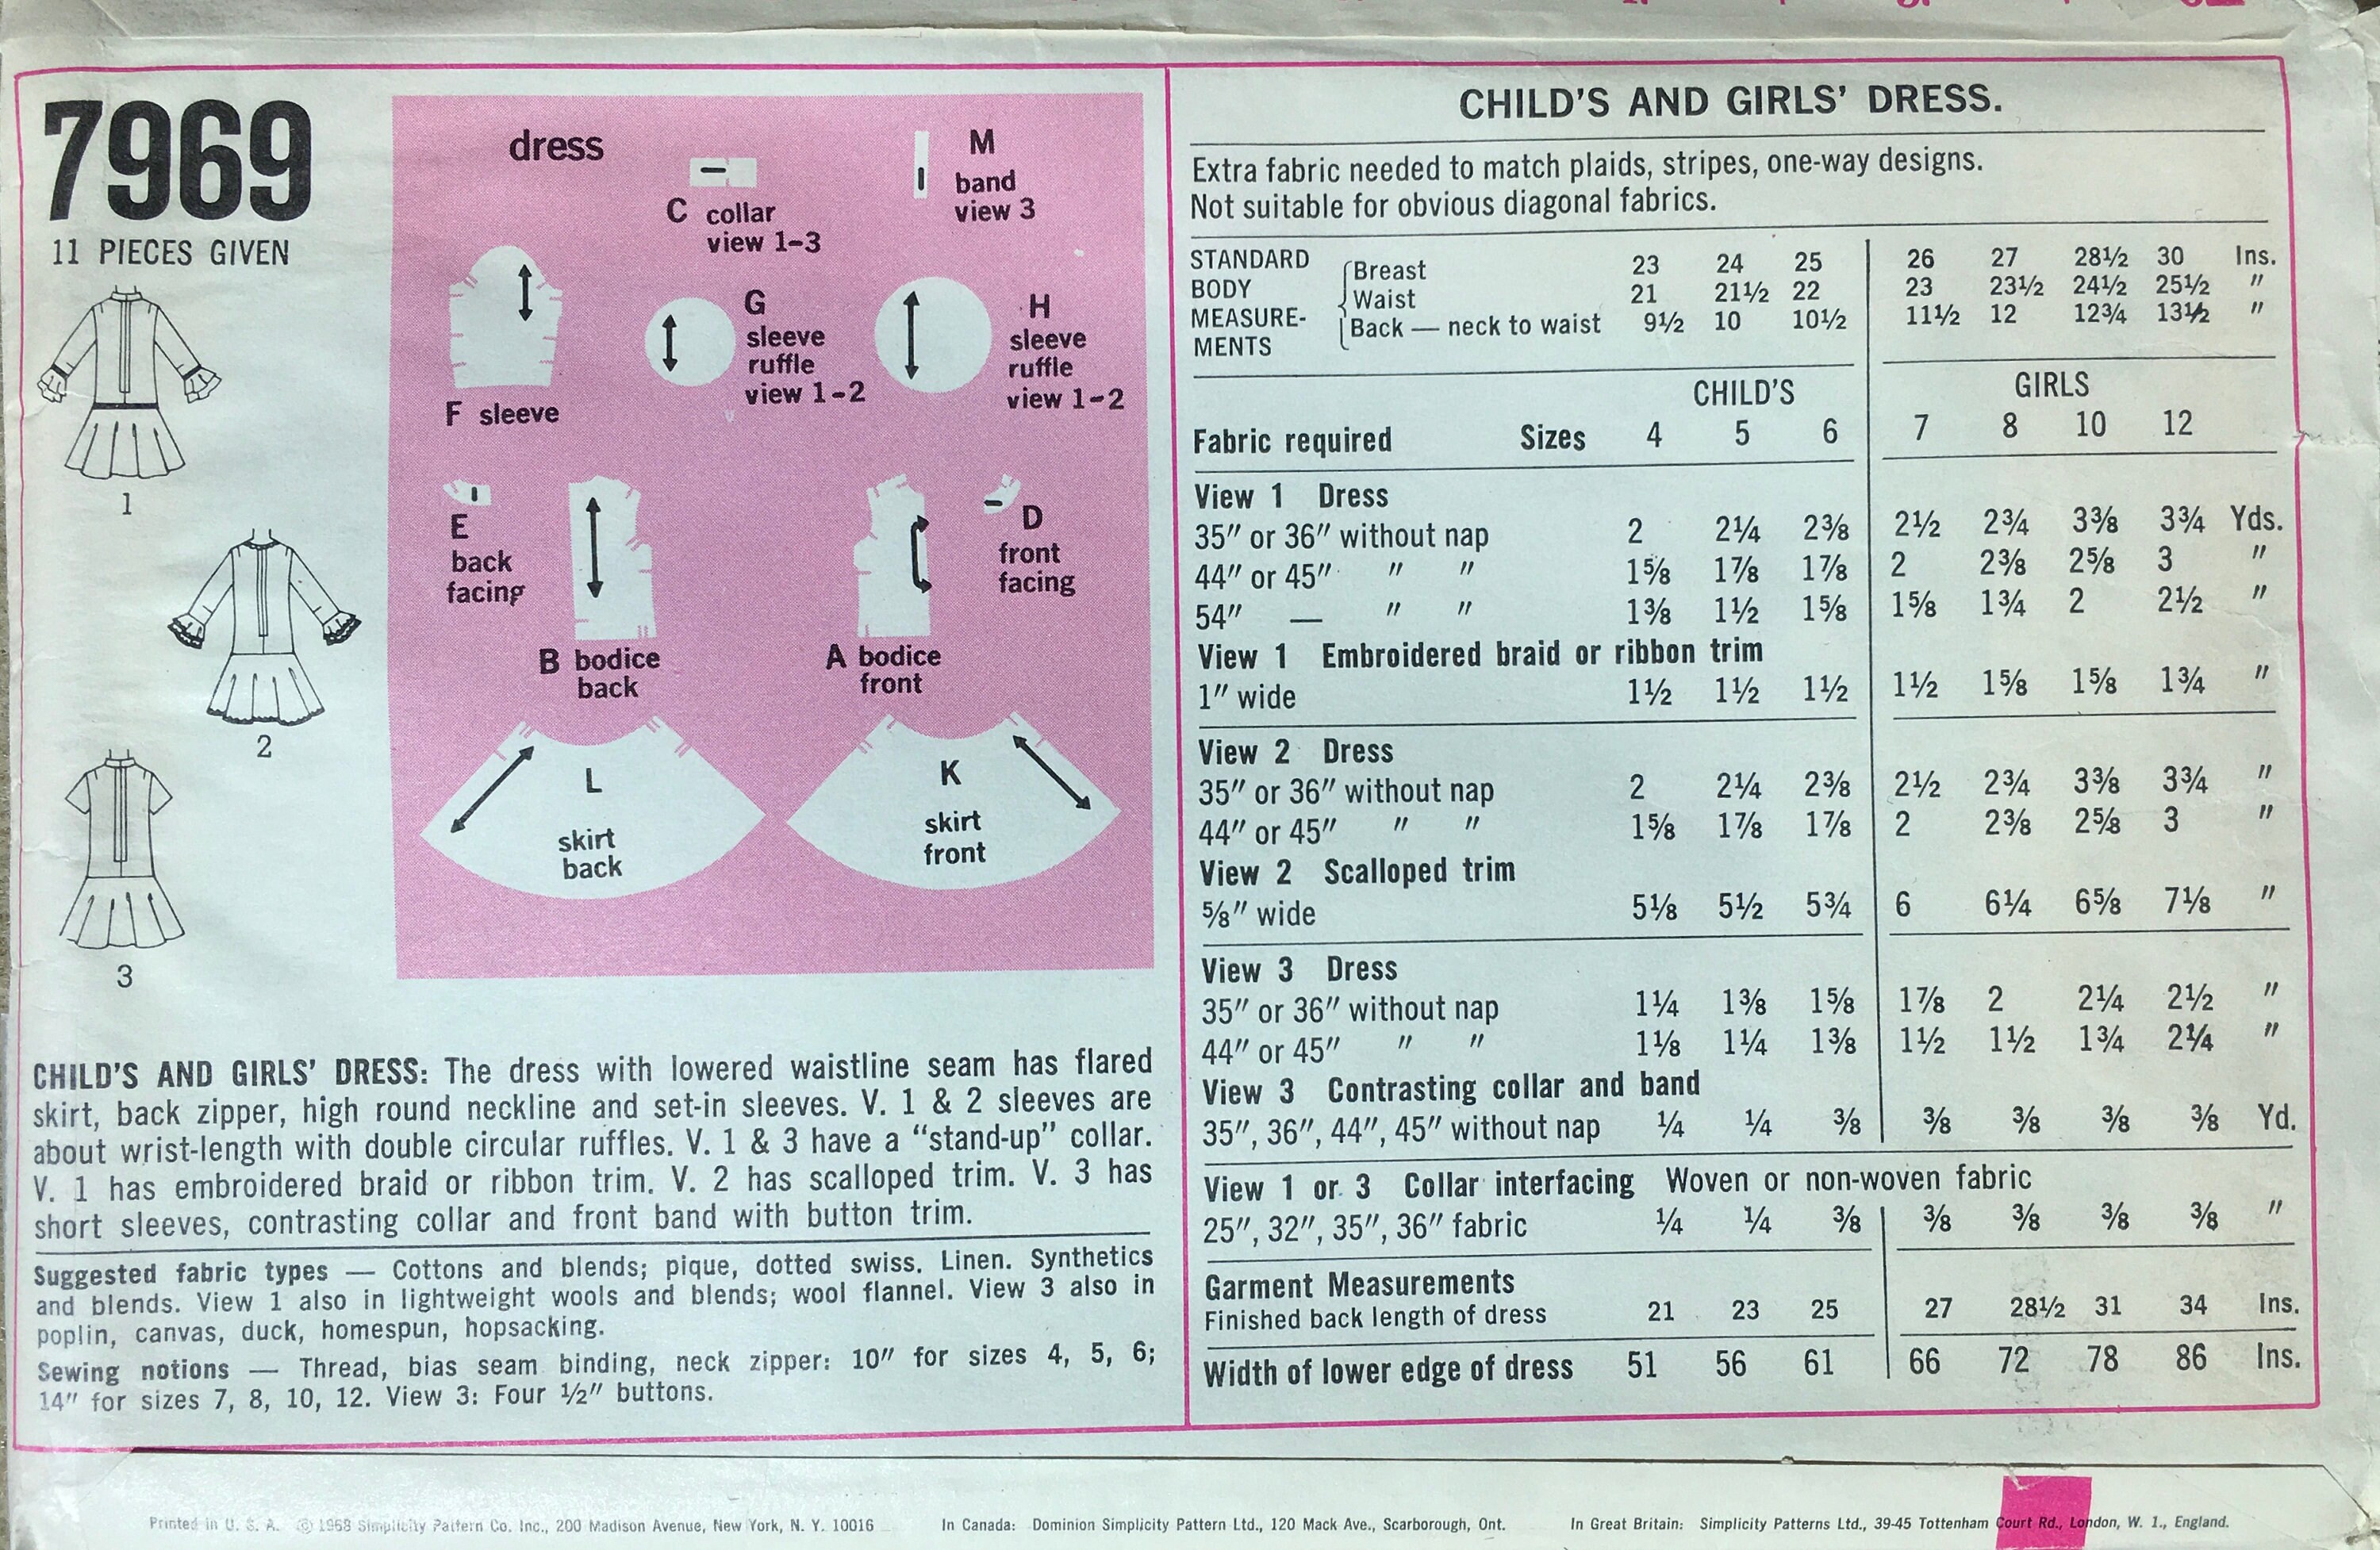 7969
11 PIECES GIVEN
1
2
3
dress
C collar
view 1-3
M
band
view 3
F sleeve
G
sleeve
ruffle
view 1-2
H
sleeve
ruffle
view 1-2
E
back
facing
B bodice
back
A bodice
front
D
front
facing
L
skirt
back
K
skirt
front
CHILD'S AND GIRLS' DRESS: The dress with lowered waistline seam has flared
skirt, back zipper, high round neckline and set-in sleeves. V. 1 & 2 sleeves are
about wrist-length with double circular ruffles. V. 1 & 3 have a “stand-up” collar.
V. 1 has embroidered braid or ribbon trim. V. 2 has scalloped trim. V. 3 has
short sleeves, contrasting collar and front band with button trim.
Suggested fabric types — Cottons and blends; pique, dotted swiss. Linen. Synthetics
and blends. View 1 also in lightweight wools and blends; wool flannel. View 3 also in
poplin, canvas, duck, homespun, hopsacking.
Sewing notions — Thread, bias seam binding, neck zipper: 10″ for sizes 4, 5, 6;
14″ for sizes 7, 8, 10, 12. View 3: Four ½″ buttons.
CHILD'S AND GIRLS' DRESS.
Extra fabric needed to match plaids, stripes, one-way designs.
Not suitable for obvious diagonal fabrics.
STANDARD BODY MEASURE-MENTS
Breast 23 24 25 26 27 28½ 30 Ins.
Waist 21 21½ 22 23 23½ 24½ 25½ ″
Back — neck to waist 9½ 10 10½ 11½ 12 12¾ 13½ ″
CHILD'S GIRLS
Fabric required Sizes 4 5 6 7 8 10 12
View 1 Dress
35″ or 36″ without nap 2 2¼ 2⅜ 2½ 2¾ 3⅜ 3¾ Yds.
44″ or 45″ ″ ″ 1⅝ 1⅞ 1⅞ 2 2⅜ 2⅝ 3 ″
54″ — ″ ″ 1⅜ 1½ 1⅝ 1⅝ 1¾ 2 2½ ″
View 1 Embroidered braid or ribbon trim
1″ wide 1½ 1½ 1½ 1½ 1⅝ 1⅝ 1¾ ″
View 2 Dress
35″ or 36″ without nap 2 2¼ 2⅜ 2½ 2¾ 3⅜ 3¾ ″
44″ or 45″ ″ ″ 1⅝ 1⅞ 1⅞ 2 2⅜ 2⅝ 3 ″
View 2 Scalloped trim
⅝″ wide 5⅛ 5½ 5¾ 6 6¼ 6⅝ 7⅛ ″
View 3 Dress
35″ or 36″ without nap 1¼ 1⅜ 1⅝ 1⅞ 2 2¼ 2½ ″
44″ or 45″ ″ ″ 1⅛ 1¼ 1⅜ 1½ 1½ 1¾ 2¼ ″
View 3 Contrasting collar and band
35″, 36″, 44″, 45″ without nap ¼ ¼ ⅜ ⅜ ⅜ ⅜ ⅜ Yd.
View 1 or 3 Collar interfacing Woven or non-woven fabric
25″, 32″, 35″, 36″ fabric ¼ ¼ ⅜ ⅜ ⅜ ⅜ ⅜ ″
Garment Measurements
Finished back length of dress 21 23 25 27 28½ 31 34 Ins.
Width of lower edge of dress 51 56 61 66 72 78 86 Ins.
Printed in U. S. A. © 1968 Simplicity Pattern Co. Inc., 200 Madison Avenue, New York, N. Y. 10016 In Canada: Dominion Simplicity Pattern Ltd., 120 Mack Ave., Scarborough, Ont. In Great Britain: Simplicity Patterns Ltd., 39-45 Tottenham Court Rd., London, W. 1., England.